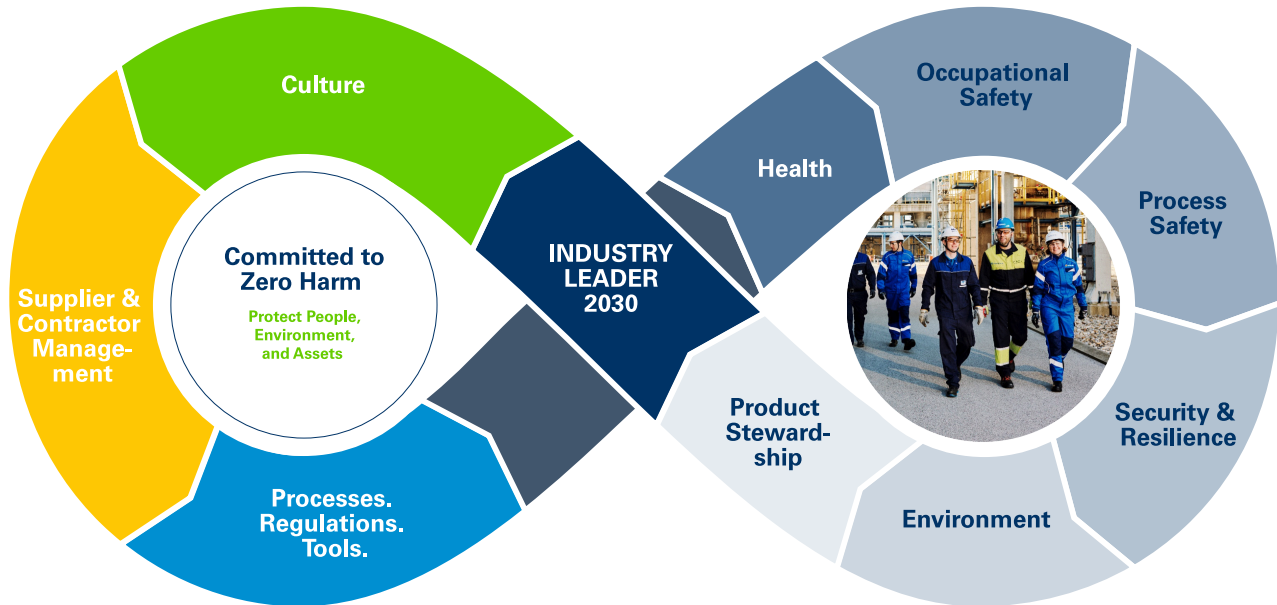 Culture
Supplier &
Contractor
Manage-
ment
Committed to
Zero Harm
Protect People,
Environment,
and Assets
Processes.
Regulations.
Tools.
INDUSTRY
LEADER
2030
Health
Occupational
Safety
Process
Safety
Security &
Resilience
Environment
Product
Steward-
ship